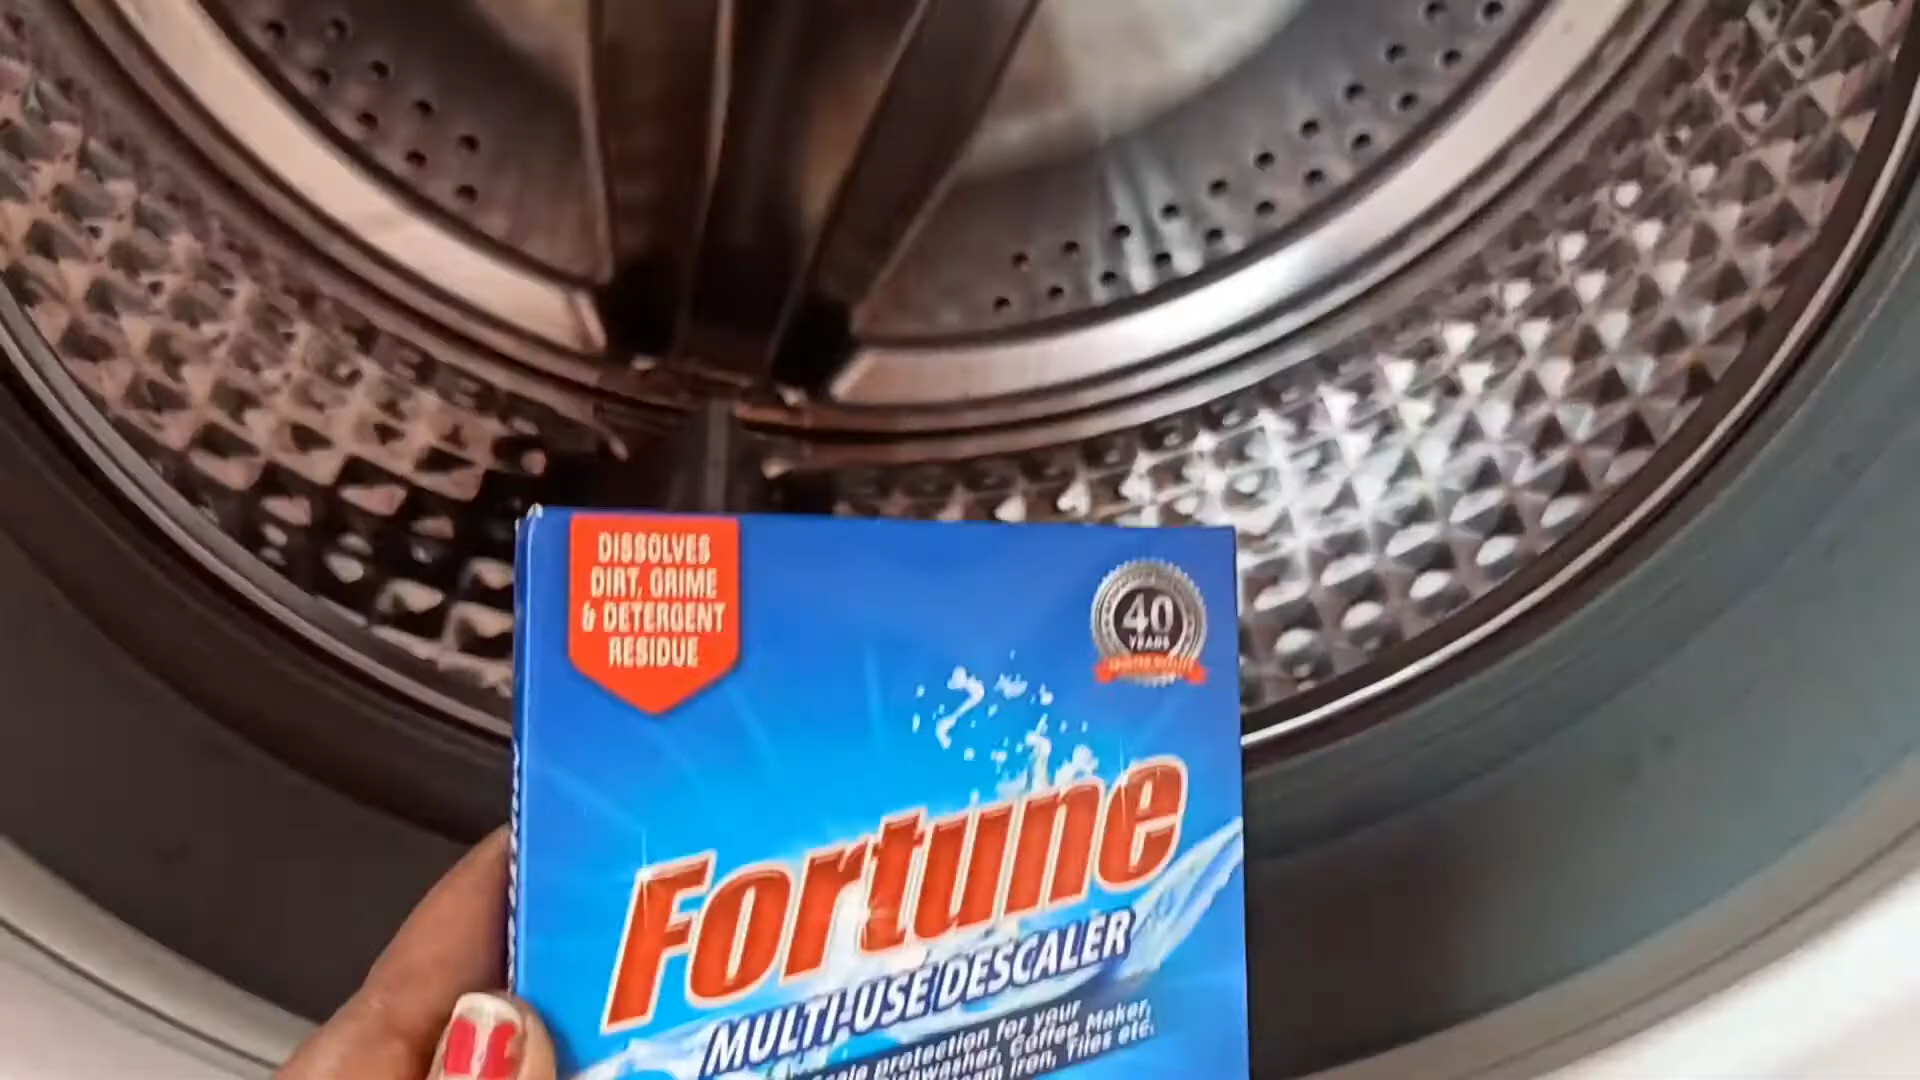 DISSOLVES
DIRT, GRIME
& DETERGENT
RESIDUE
40
YEARS
Fortune
MULTI-USE DESCALER
protection for your
Coffee Maker,
Iron, Tiles etc.